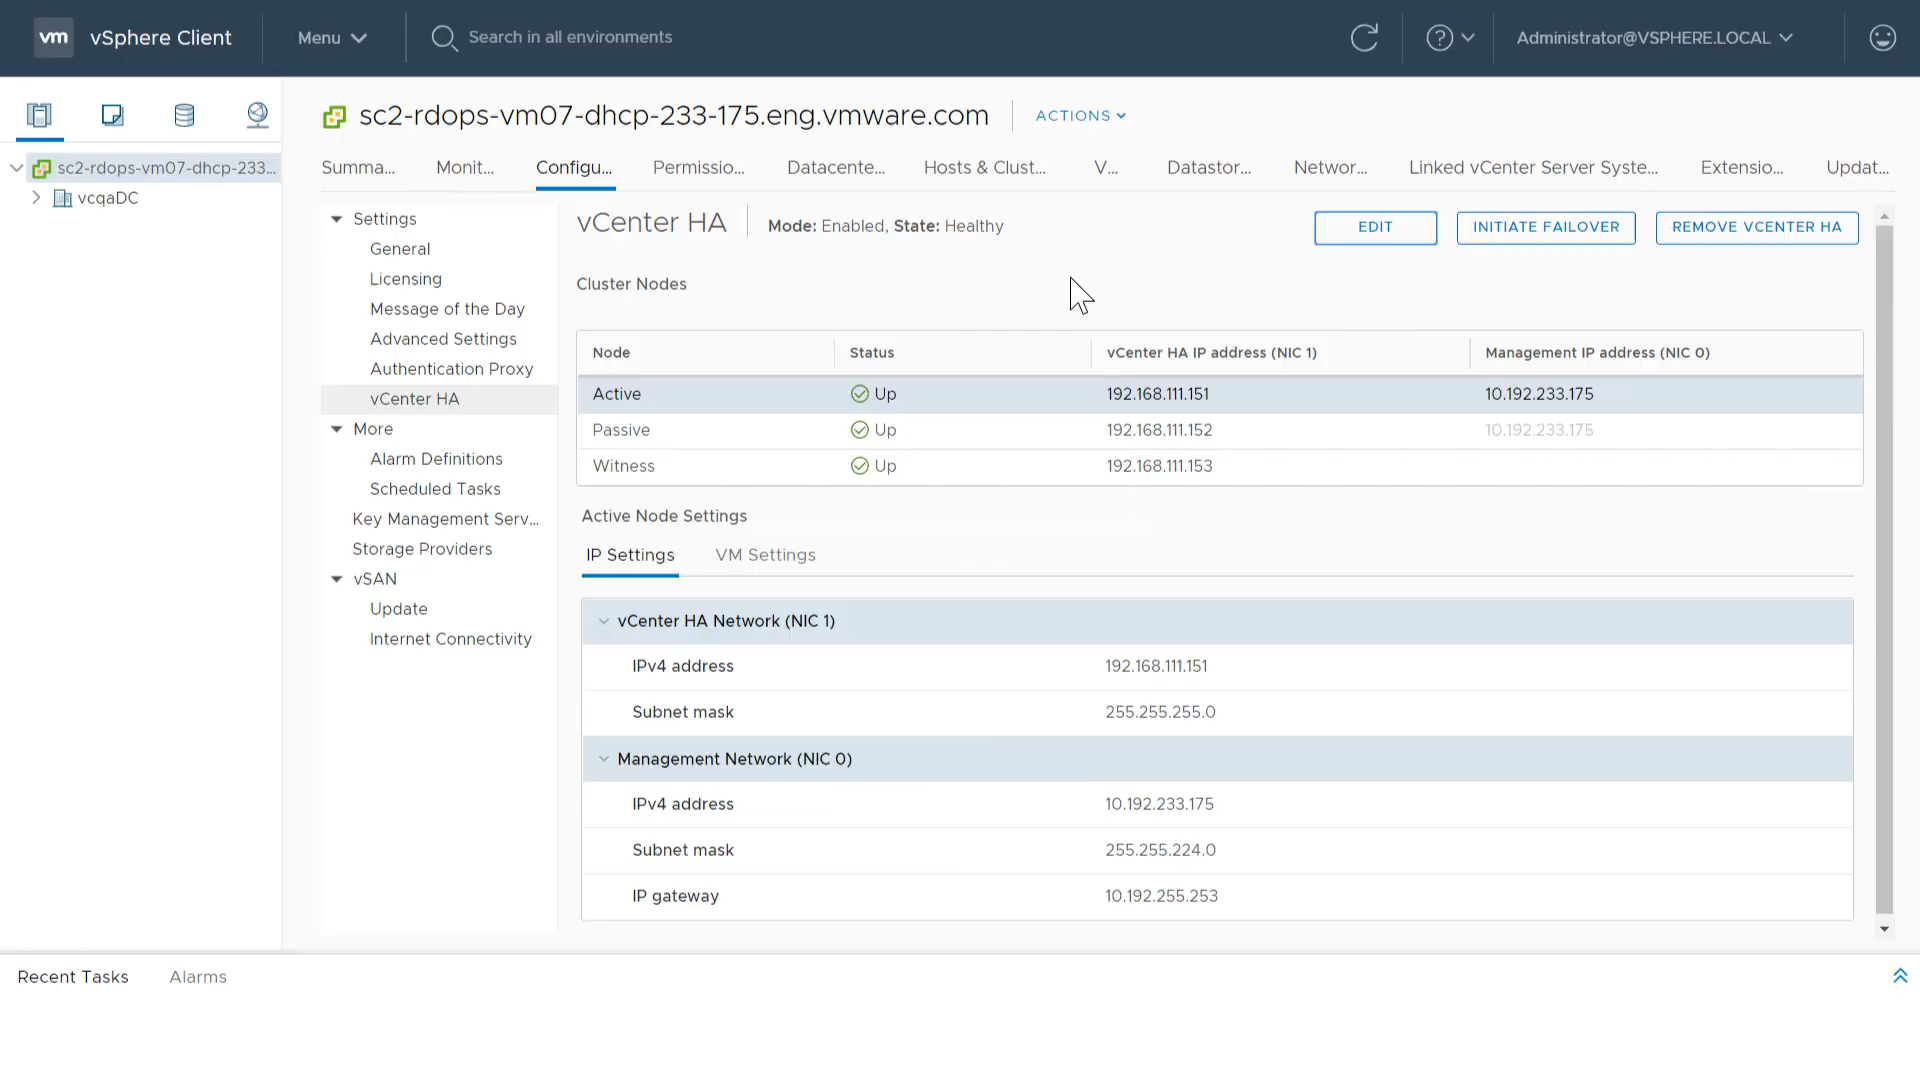 vm vSphere Client Menu Search in all environments ? Administrator@VSPHERE.LOCAL
sc2-rdops-vm07-dhcp-233...
vcqaDC
sc2-rdops-vm07-dhcp-233-175.eng.vmware.com ACTIONS
Summa... Monit... Configu... Permissio... Datacente... Hosts & Clust... V... Datastor... Networ... Linked vCenter Server Syste... Extensio... Updat...
Settings
General
Licensing
Message of the Day
Advanced Settings
Authentication Proxy
vCenter HA
More
Alarm Definitions
Scheduled Tasks
Key Management Serv...
Storage Providers
vSAN
Update
Internet Connectivity
vCenter HA Mode: Enabled, State: Healthy EDIT INITIATE FAILOVER REMOVE VCENTER HA
Cluster Nodes
Node Status vCenter HA IP address (NIC 1) Management IP address (NIC 0)
Active Up 192.168.111.151 10.192.233.175
Passive Up 192.168.111.152 10.192.233.175
Witness Up 192.168.111.153
Active Node Settings
IP Settings VM Settings
vCenter HA Network (NIC 1)
IPv4 address 192.168.111.151
Subnet mask 255.255.255.0
Management Network (NIC 0)
IPv4 address 10.192.233.175
Subnet mask 255.255.224.0
IP gateway 10.192.255.253
Recent Tasks Alarms